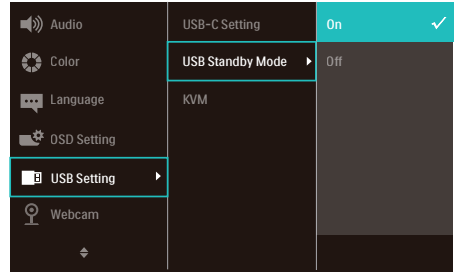 Audio
Color
Language
OSD Setting
USB Setting
Webcam
USB-C Setting
USB Standby Mode
KVM
On
Off